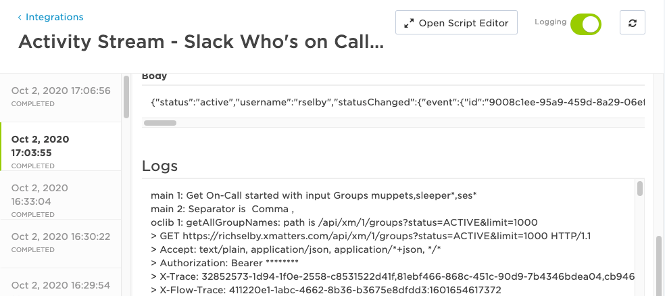 ‹ Integrations
Activity Stream - Slack Who's on Call...
Open Script Editor
Logging
Oct 2, 2020 17:06:56
COMPLETED
Oct 2, 2020
17:03:55
COMPLETED
Oct 2, 2020
16:33:04
COMPLETED
Oct 2, 2020 16:30:22
COMPLETED
Oct 2, 2020 16:29:54
Body
{"status":"active","username":"rselby","statusChanged":{"event":{"id":"9008c1ee-95a9-459d-8a29-06ef
Logs
main 1: Get On-Call started with input Groups muppets,sleeper*,ses*
main 2: Separator is Comma ,
oclib 1: getAllGroupNames: path is /api/xm/1/groups?status=ACTIVE&limit=1000
> GET https://richselby.xmatters.com/api/xm/1/groups?status=ACTIVE&limit=1000 HTTP/1.1
> Accept: text/plain, application/json, application/*+json, */*
> Authorization: Bearer ********
> X-Trace: 32852573-1d94-1f0e-2558-c8531522d41f,81ebf466-868c-451c-90d9-7b4346bdea04,cb946
> X-Flow-Trace: 411220e1-1abc-4662-8b36-b3675e8dfdd3:1601654617372